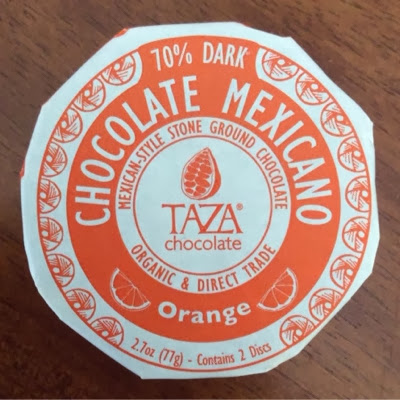 70% DARK
CHOCOLATE MEXICANO
MEXICAN-STYLE STONE GROUND CHOCOLATE
TAZA®
chocolate
ORGANIC & DIRECT TRADE
Orange
2.7oz (77g) - Contains 2 Discs